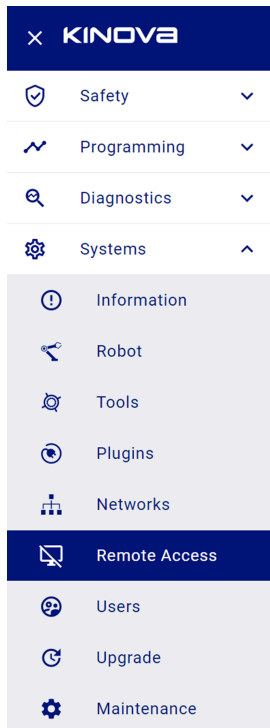 KINOVA
Safety
Programming
Diagnostics
Systems
Information
Robot
Tools
Plugins
Networks
Remote Access
Users
Upgrade
Maintenance